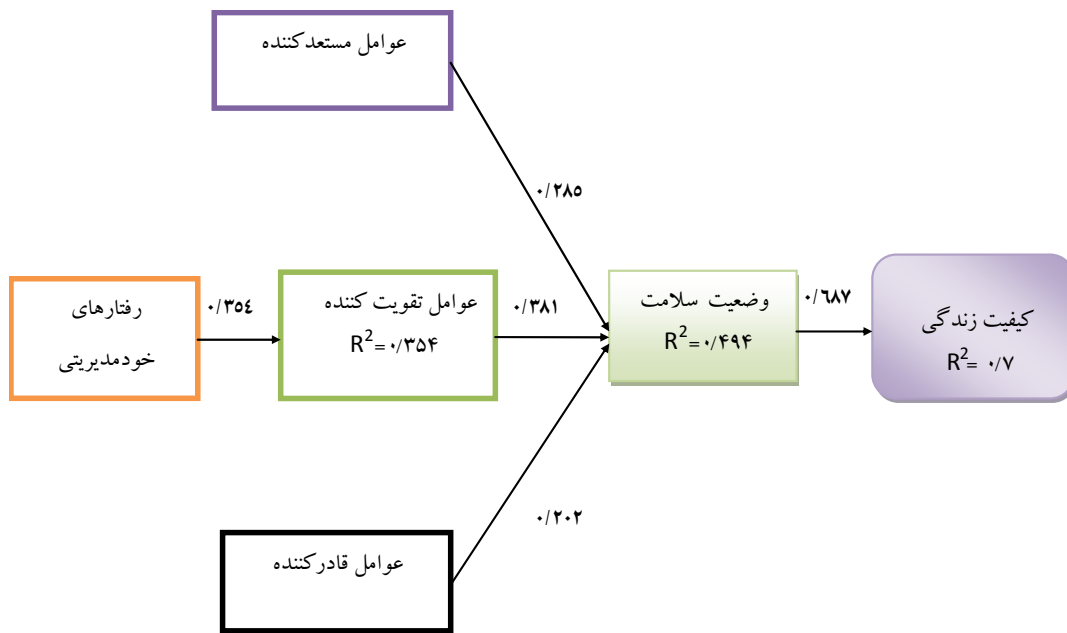 عوامل مستعدکننده
۰/۲۸۵
رفتارهای
خودمدیریتی
۰/۳۵٤
عوامل تقویت کننده
R²=۰/۳۵۴
۰/۳۸۱
وضعیت سلامت
R²=۰/۴۹۴
۰/٦۸۷
کیفیت زندگی
R²= ۰/۷
۰/۲۰۲
عوامل قادرکننده